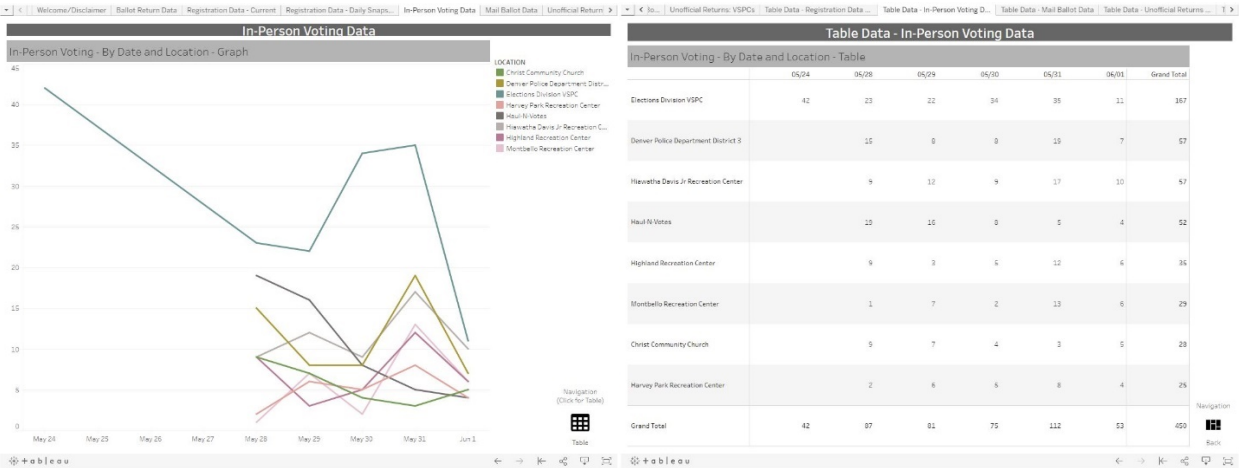 Welcome/Disclaimer
Ballot Return Data
Registration Data - Current
Registration Data - Daily Snaps...
In-Person Voting Data
Mail Ballot Data
Unofficial Return
In-Person Voting Data
In-Person Voting - By Date and Location - Graph
45
40
35
30
25
20
15
10
5
0
May 24 May 25 May 26 May 27 May 28 May 29 May 30 May 31 Jun 1
LOCATION
Christ Community Church
Denver Police Department Distr...
Elections Division VSPC
Harvey Park Recreation Center
Haul-N-Votes
Hiawatha Davis Jr Recreation C...
Highland Recreation Center
Montbello Recreation Center
Navigation
(Click for Table)
Table
+ableau
Unofficial Returns: VSPCs
Table Data - Registration Data ...
Table Data - In-Person Voting D...
Table Data - Mail Ballot Data
Table Data - Unofficial Returns ...
Table Data - In-Person Voting Data
In-Person Voting - By Date and Location - Table
05/24 05/28 05/29 05/30 05/31 06/01 Grand Total
Elections Division VSPC 42 23 22 34 35 11 167
Denver Police Department District 3 15 8 8 19 7 57
Hiawatha Davis Jr Recreation Center 9 12 9 17 10 57
Haul-N-Votes 19 16 8 5 4 52
Highland Recreation Center 9 3 5 12 6 35
Montbello Recreation Center 1 7 2 13 6 29
Christ Community Church 9 7 4 3 5 28
Harvey Park Recreation Center 2 6 5 8 4 25
Grand Total 42 87 81 75 112 53 450
Navigation
Back
+ableau